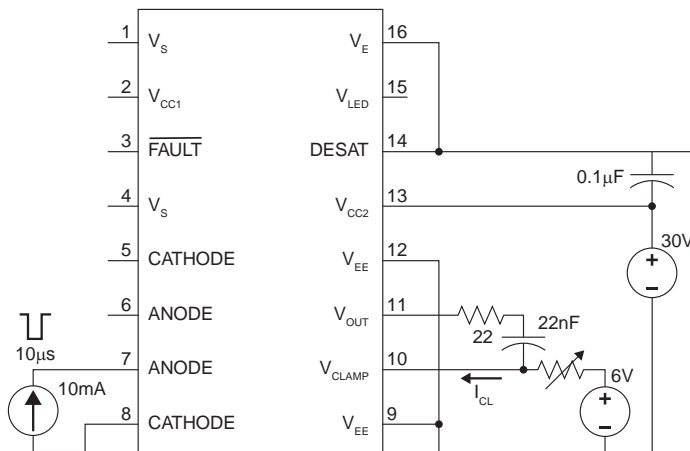 1 V_S V_E 16
2 V_CC1 V_LED 15
3 FAULT DESAT 14
0.1μF
4 V_S V_CC2 13
30V
5 CATHODE V_EE 12
6 ANODE V_OUT 11
22 22nF
10μs
7 ANODE V_CLAMP 10
6V
10mA
I_CL
8 CATHODE V_EE 9